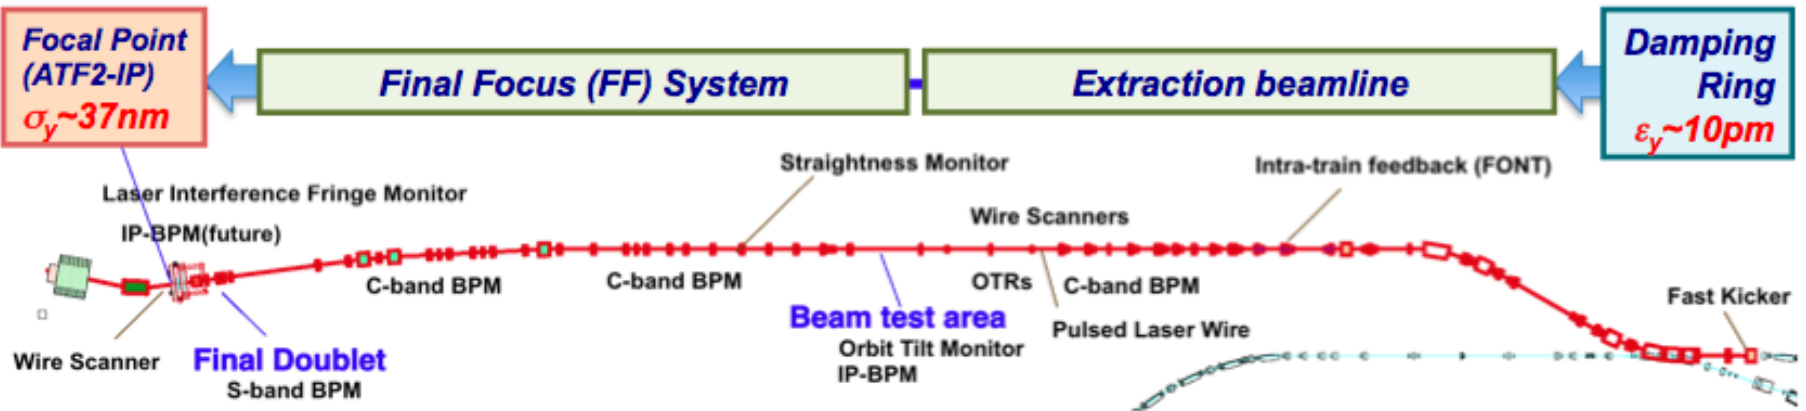 Focal Point
(ATF2-IP)
σy~37nm
Final Focus (FF) System
Extraction beamline
Damping
Ring
εy~10pm
Straightness Monitor
Intra-train feedback (FONT)
Laser Interference Fringe Monitor
Wire Scanners
IP-BPM(future)
C-band BPM
C-band BPM
OTRs
C-band BPM
Fast Kicker
Beam test area
Pulsed Laser Wire
Orbit Tilt Monitor
IP-BPM
Wire Scanner
Final Doublet
S-band BPM